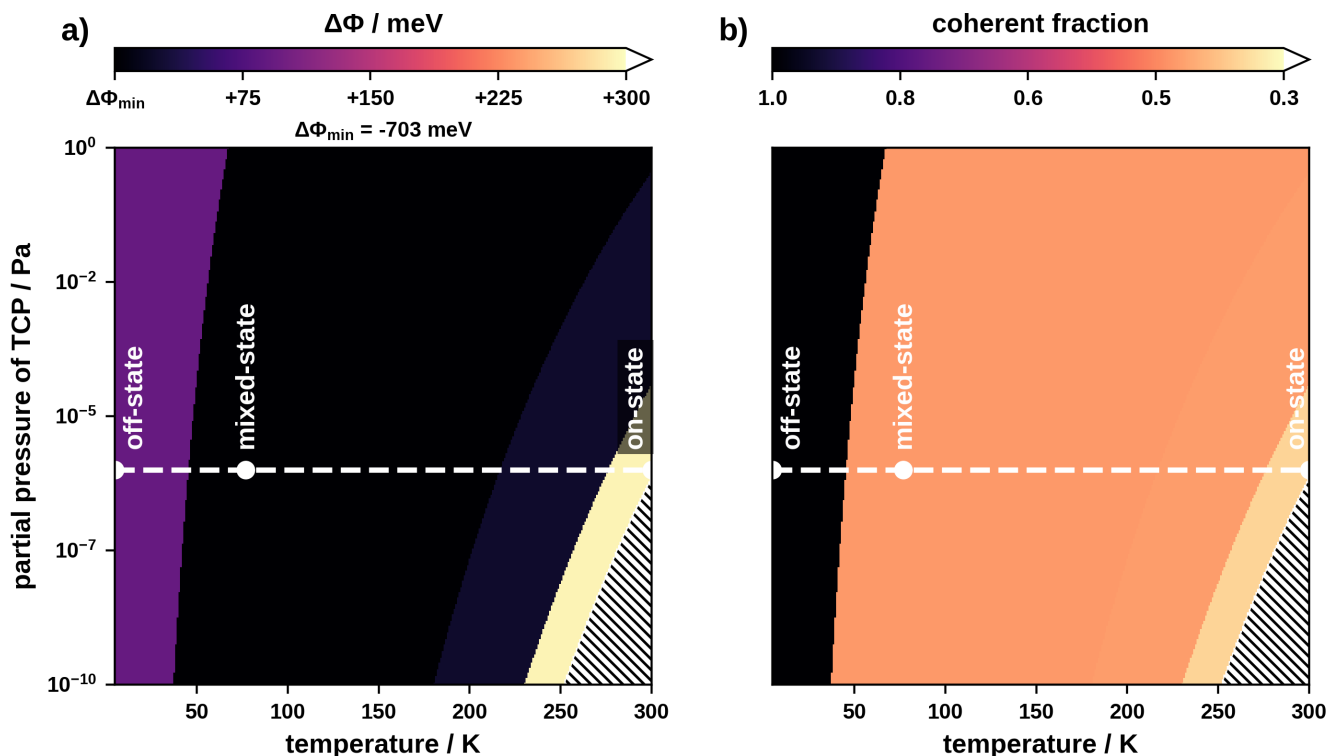 a)
ΔΦ / meV
ΔΦmin +75 +150 +225 +300
ΔΦmin = -703 meV
10⁰
10⁻²
10⁻⁵
10⁻⁷
10⁻¹⁰
partial pressure of TCP / Pa
off-state
mixed-state
on-state
50 100 150 200 250 300
temperature / K
b)
coherent fraction
1.0 0.8 0.6 0.5 0.3
off-state
mixed-state
on-state
50 100 150 200 250 300
temperature / K